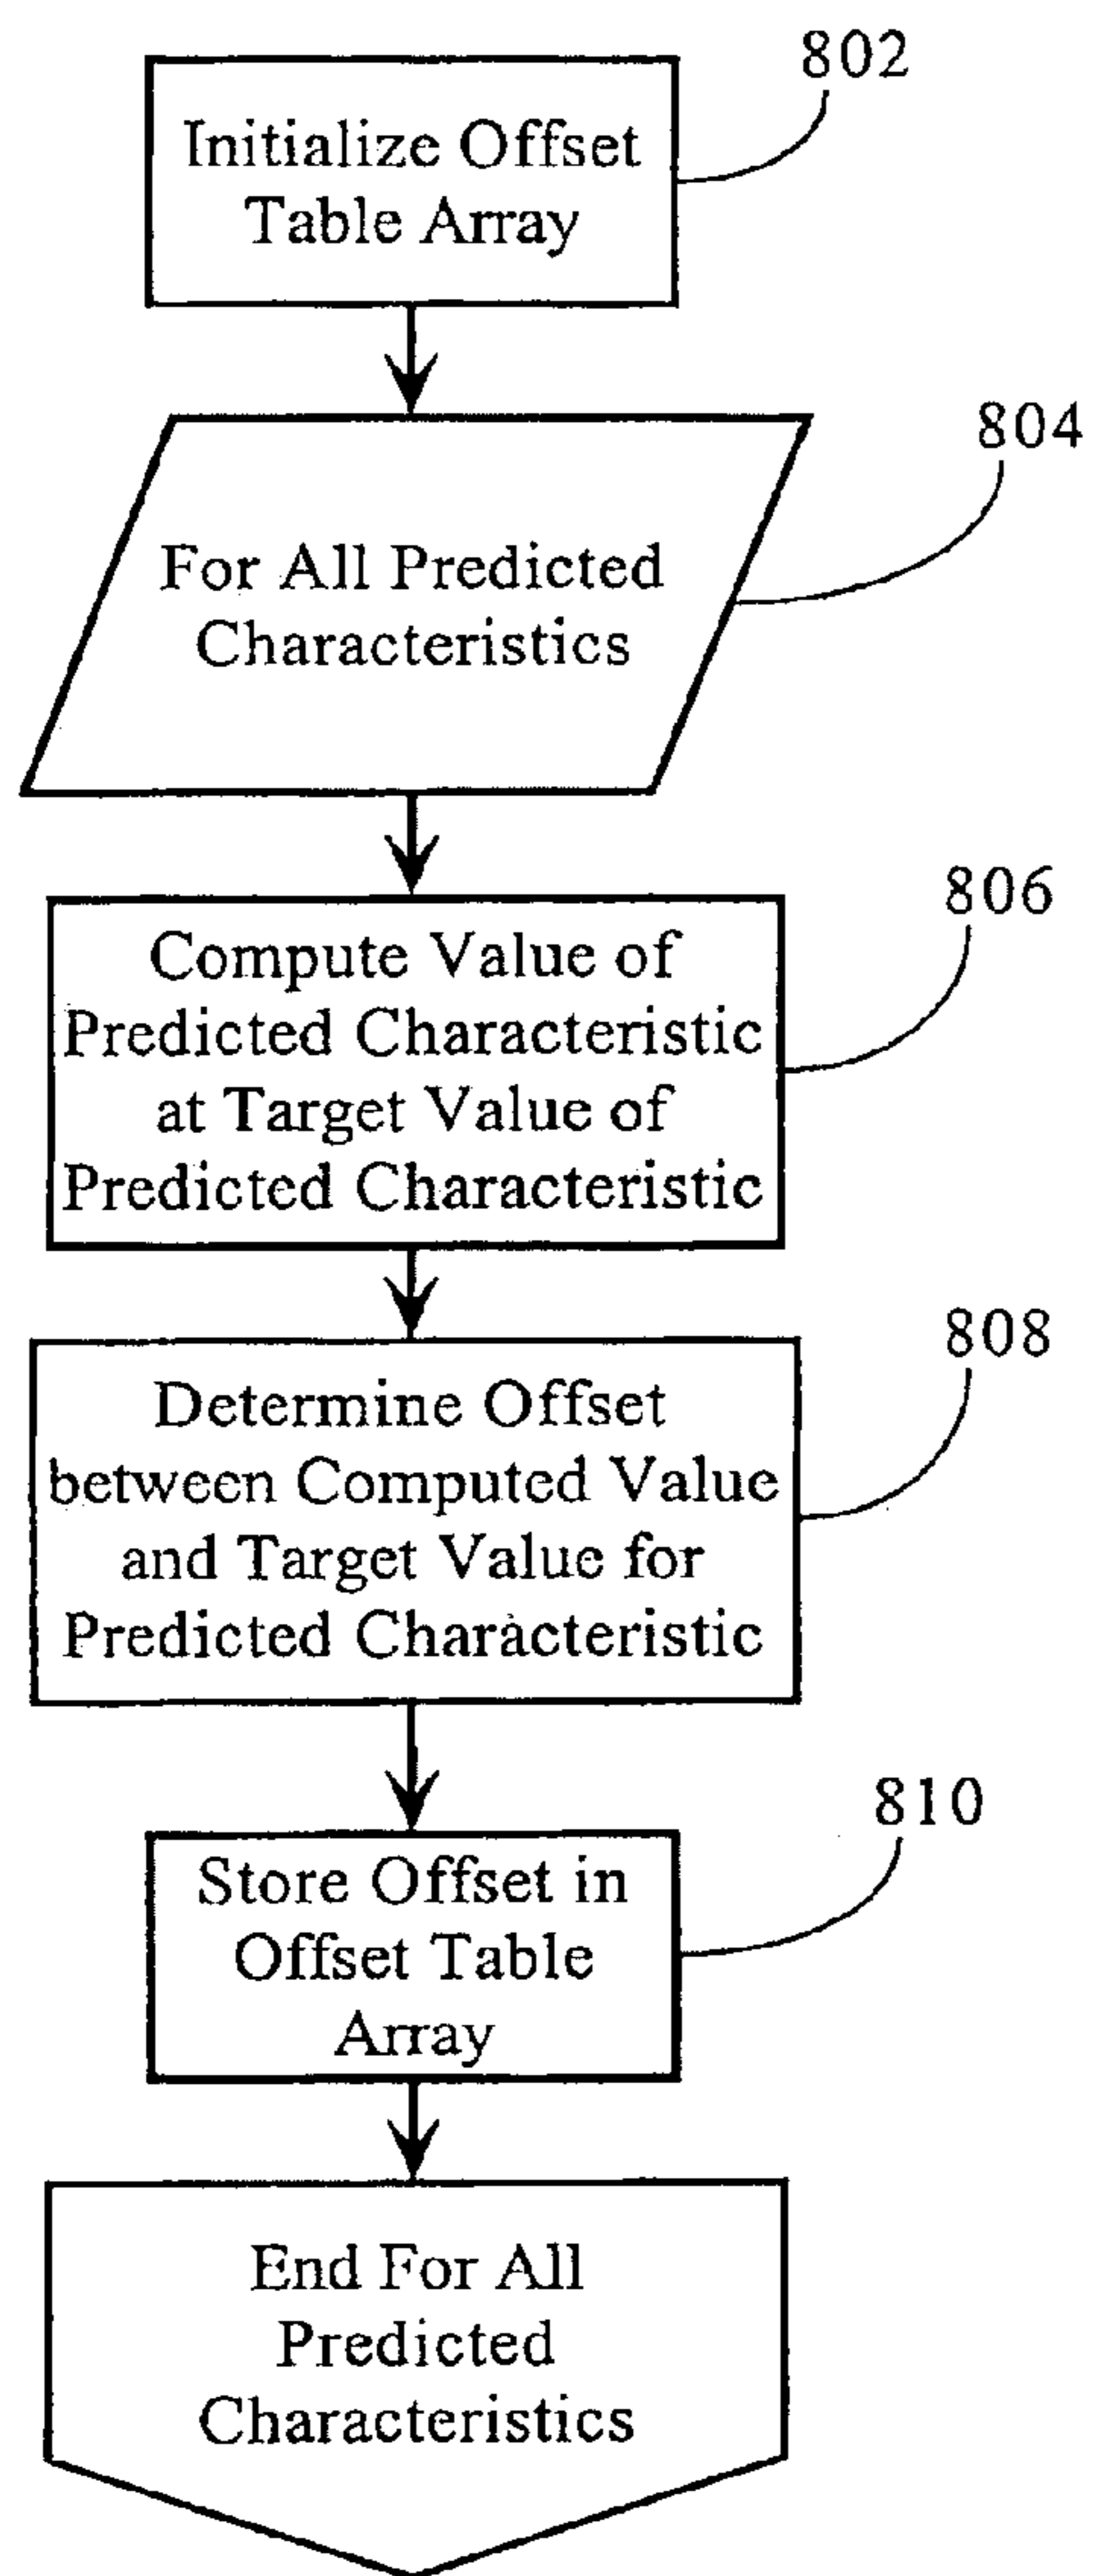 802
Initialize Offset
Table Array
804
For All Predicted
Characteristics
806
Compute Value of
Predicted Characteristic
at Target Value of
Predicted Characteristic
808
Determine Offset
between Computed Value
and Target Value for
Predicted Characteristic
810
Store Offset in
Offset Table
Array
End For All
Predicted
Characteristics